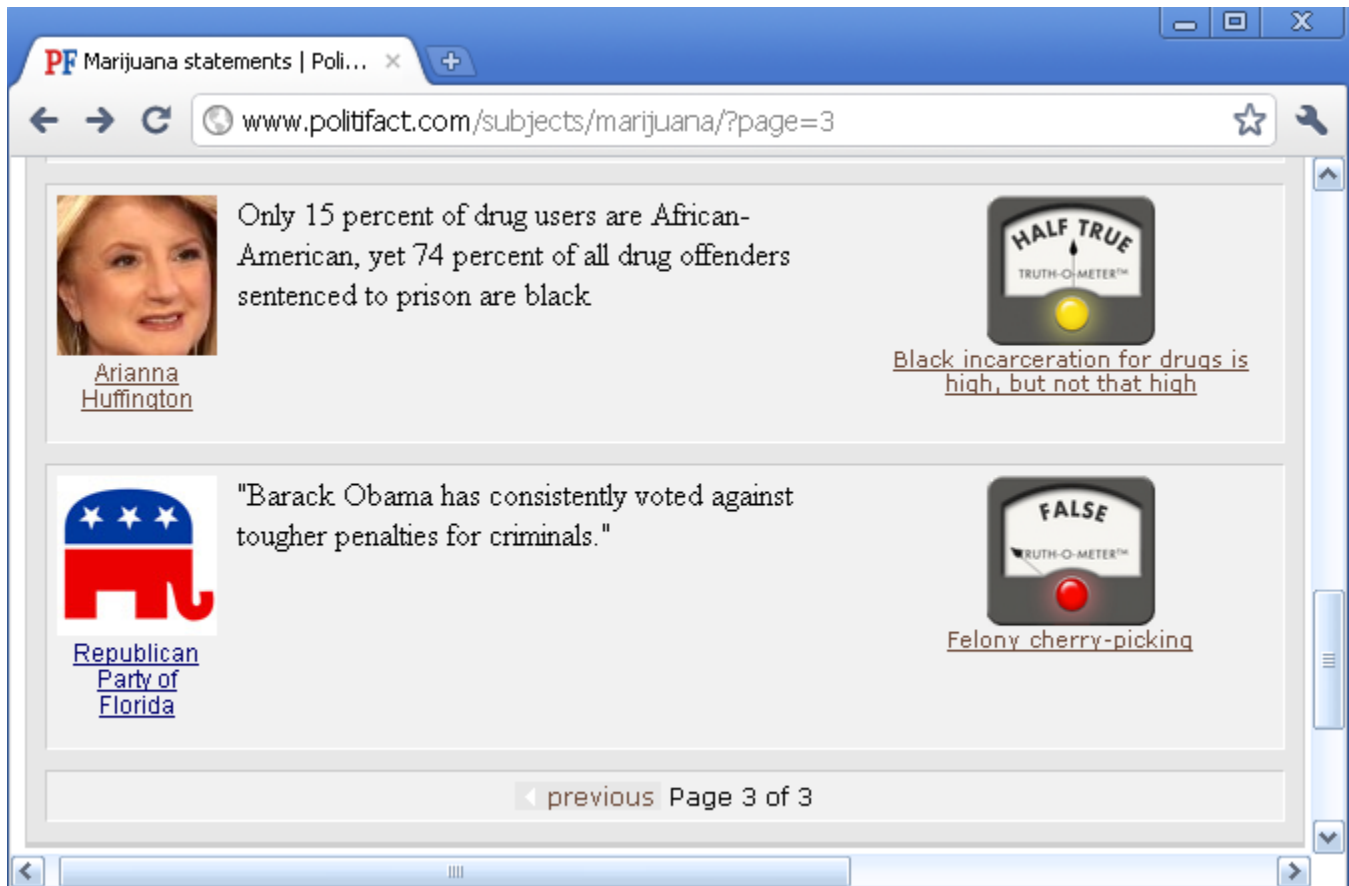 PF Marijuana statements | Poli...
www.politifact.com/subjects/marijuana/?page=3
Only 15 percent of drug users are African-
American, yet 74 percent of all drug offenders
sentenced to prison are black
Arianna
Huffington
HALF TRUE
TRUTH-O-METER™
Black incarceration for drugs is
high, but not that high
"Barack Obama has consistently voted against
tougher penalties for criminals."
Republican
Party of
Florida
FALSE
TRUTH-O-METER™
Felony cherry-picking
previous Page 3 of 3